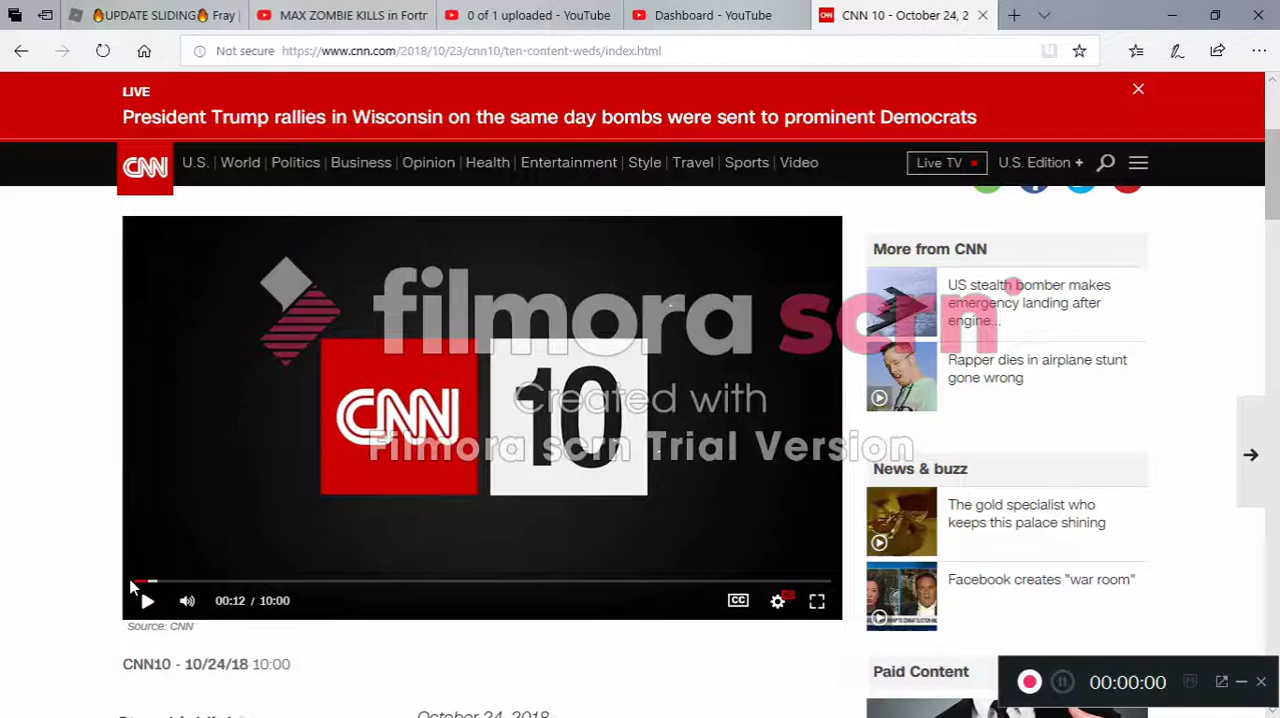 🔥UPDATE SLIDING🔥 Fray
MAX ZOMBIE KILLS in Fortn
0 of 1 uploaded - YouTube
Dashboard - YouTube
CNN 10 - October 24, 2
Not secure https://www.cnn.com/2018/10/23/cnn10/ten-content-weds/index.html
LIVE
President Trump rallies in Wisconsin on the same day bombs were sent to prominent Democrats
CNN U.S. World Politics Business Opinion Health Entertainment Style Travel Sports Video Live TV U.S. Edition +
filmora scrn
CNN 10
Created with
Filmora scrn Trial Version
00:12 / 10:00 CC HD
Source: CNN
CNN10 - 10/24/18 10:00
October 24, 2018
More from CNN
US stealth bomber makes
emergency landing after
engine...
Rapper dies in airplane stunt
gone wrong
News & buzz
The gold specialist who
keeps this palace shining
Facebook creates "war room"
Paid Content
00:00:00